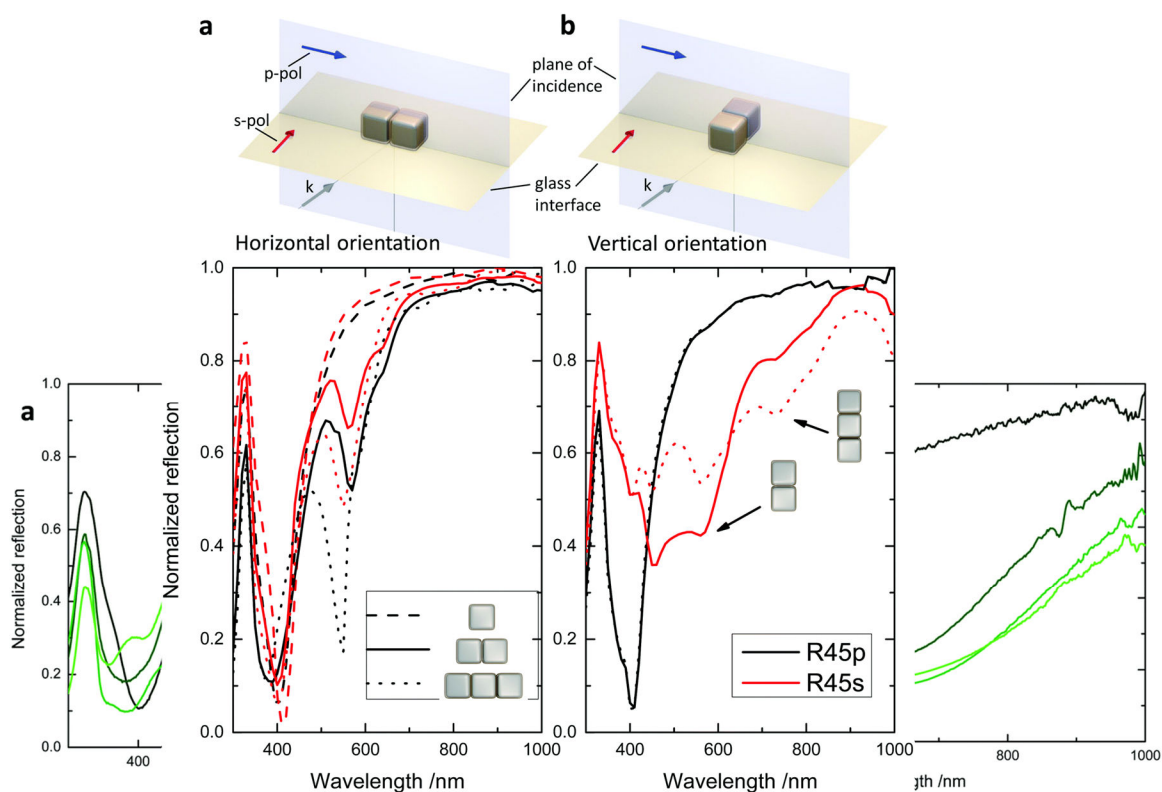 a
b
p-pol
plane of
incidence
s-pol
k
glass
interface
k
Horizontal orientation
Vertical orientation
1.0
0.8
0.6
0.4
0.2
0.0
Normalized reflection
400
600
800
1000
Wavelength /nm
1.0
0.8
0.6
0.4
0.2
0.0
R45p
R45s
400
600
800
1000
Wavelength /nm
a
1.0
0.8
0.6
0.4
0.2
0.0
Normalized reflection
400
800
1000
gth /nm